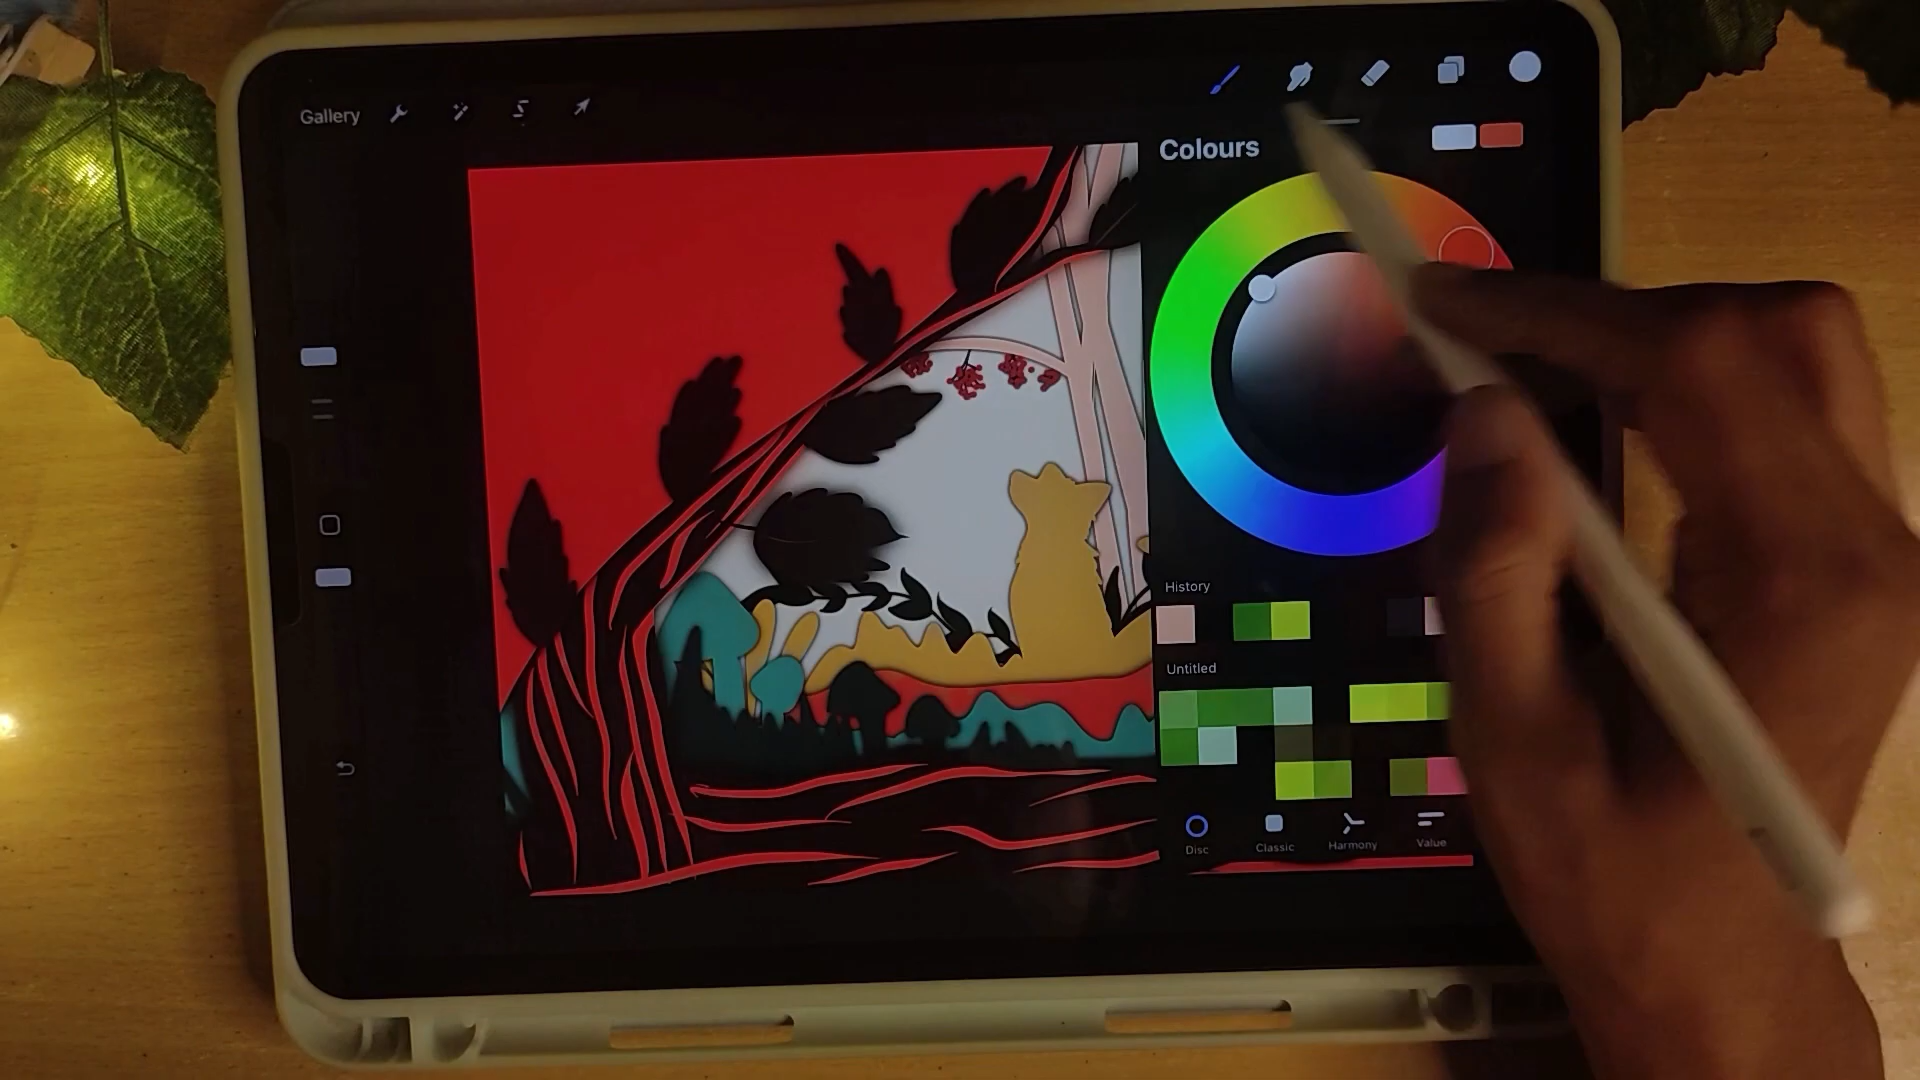 Gallery
Colours
History
Untitled
Disc
Classic
Harmony
Value